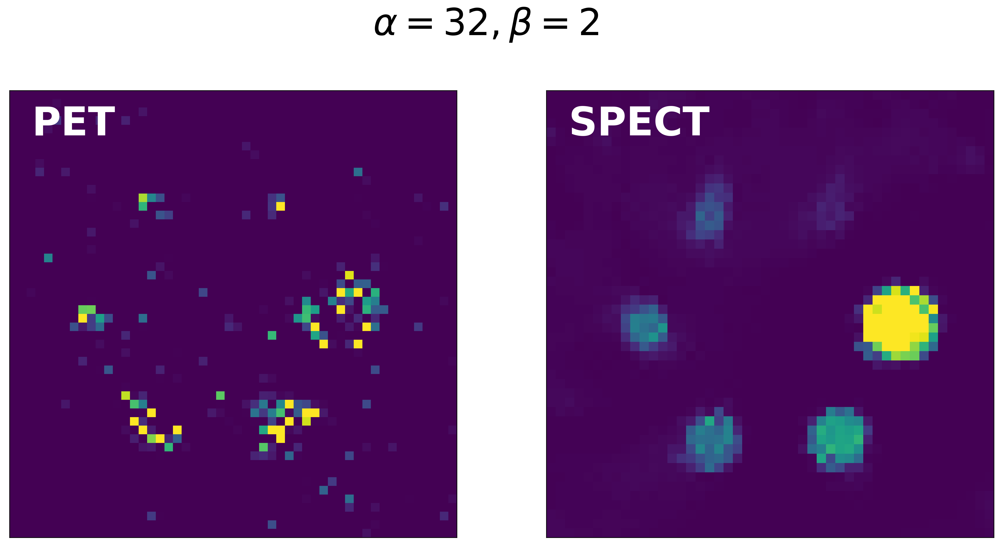 α = 32, β = 2
PET
SPECT